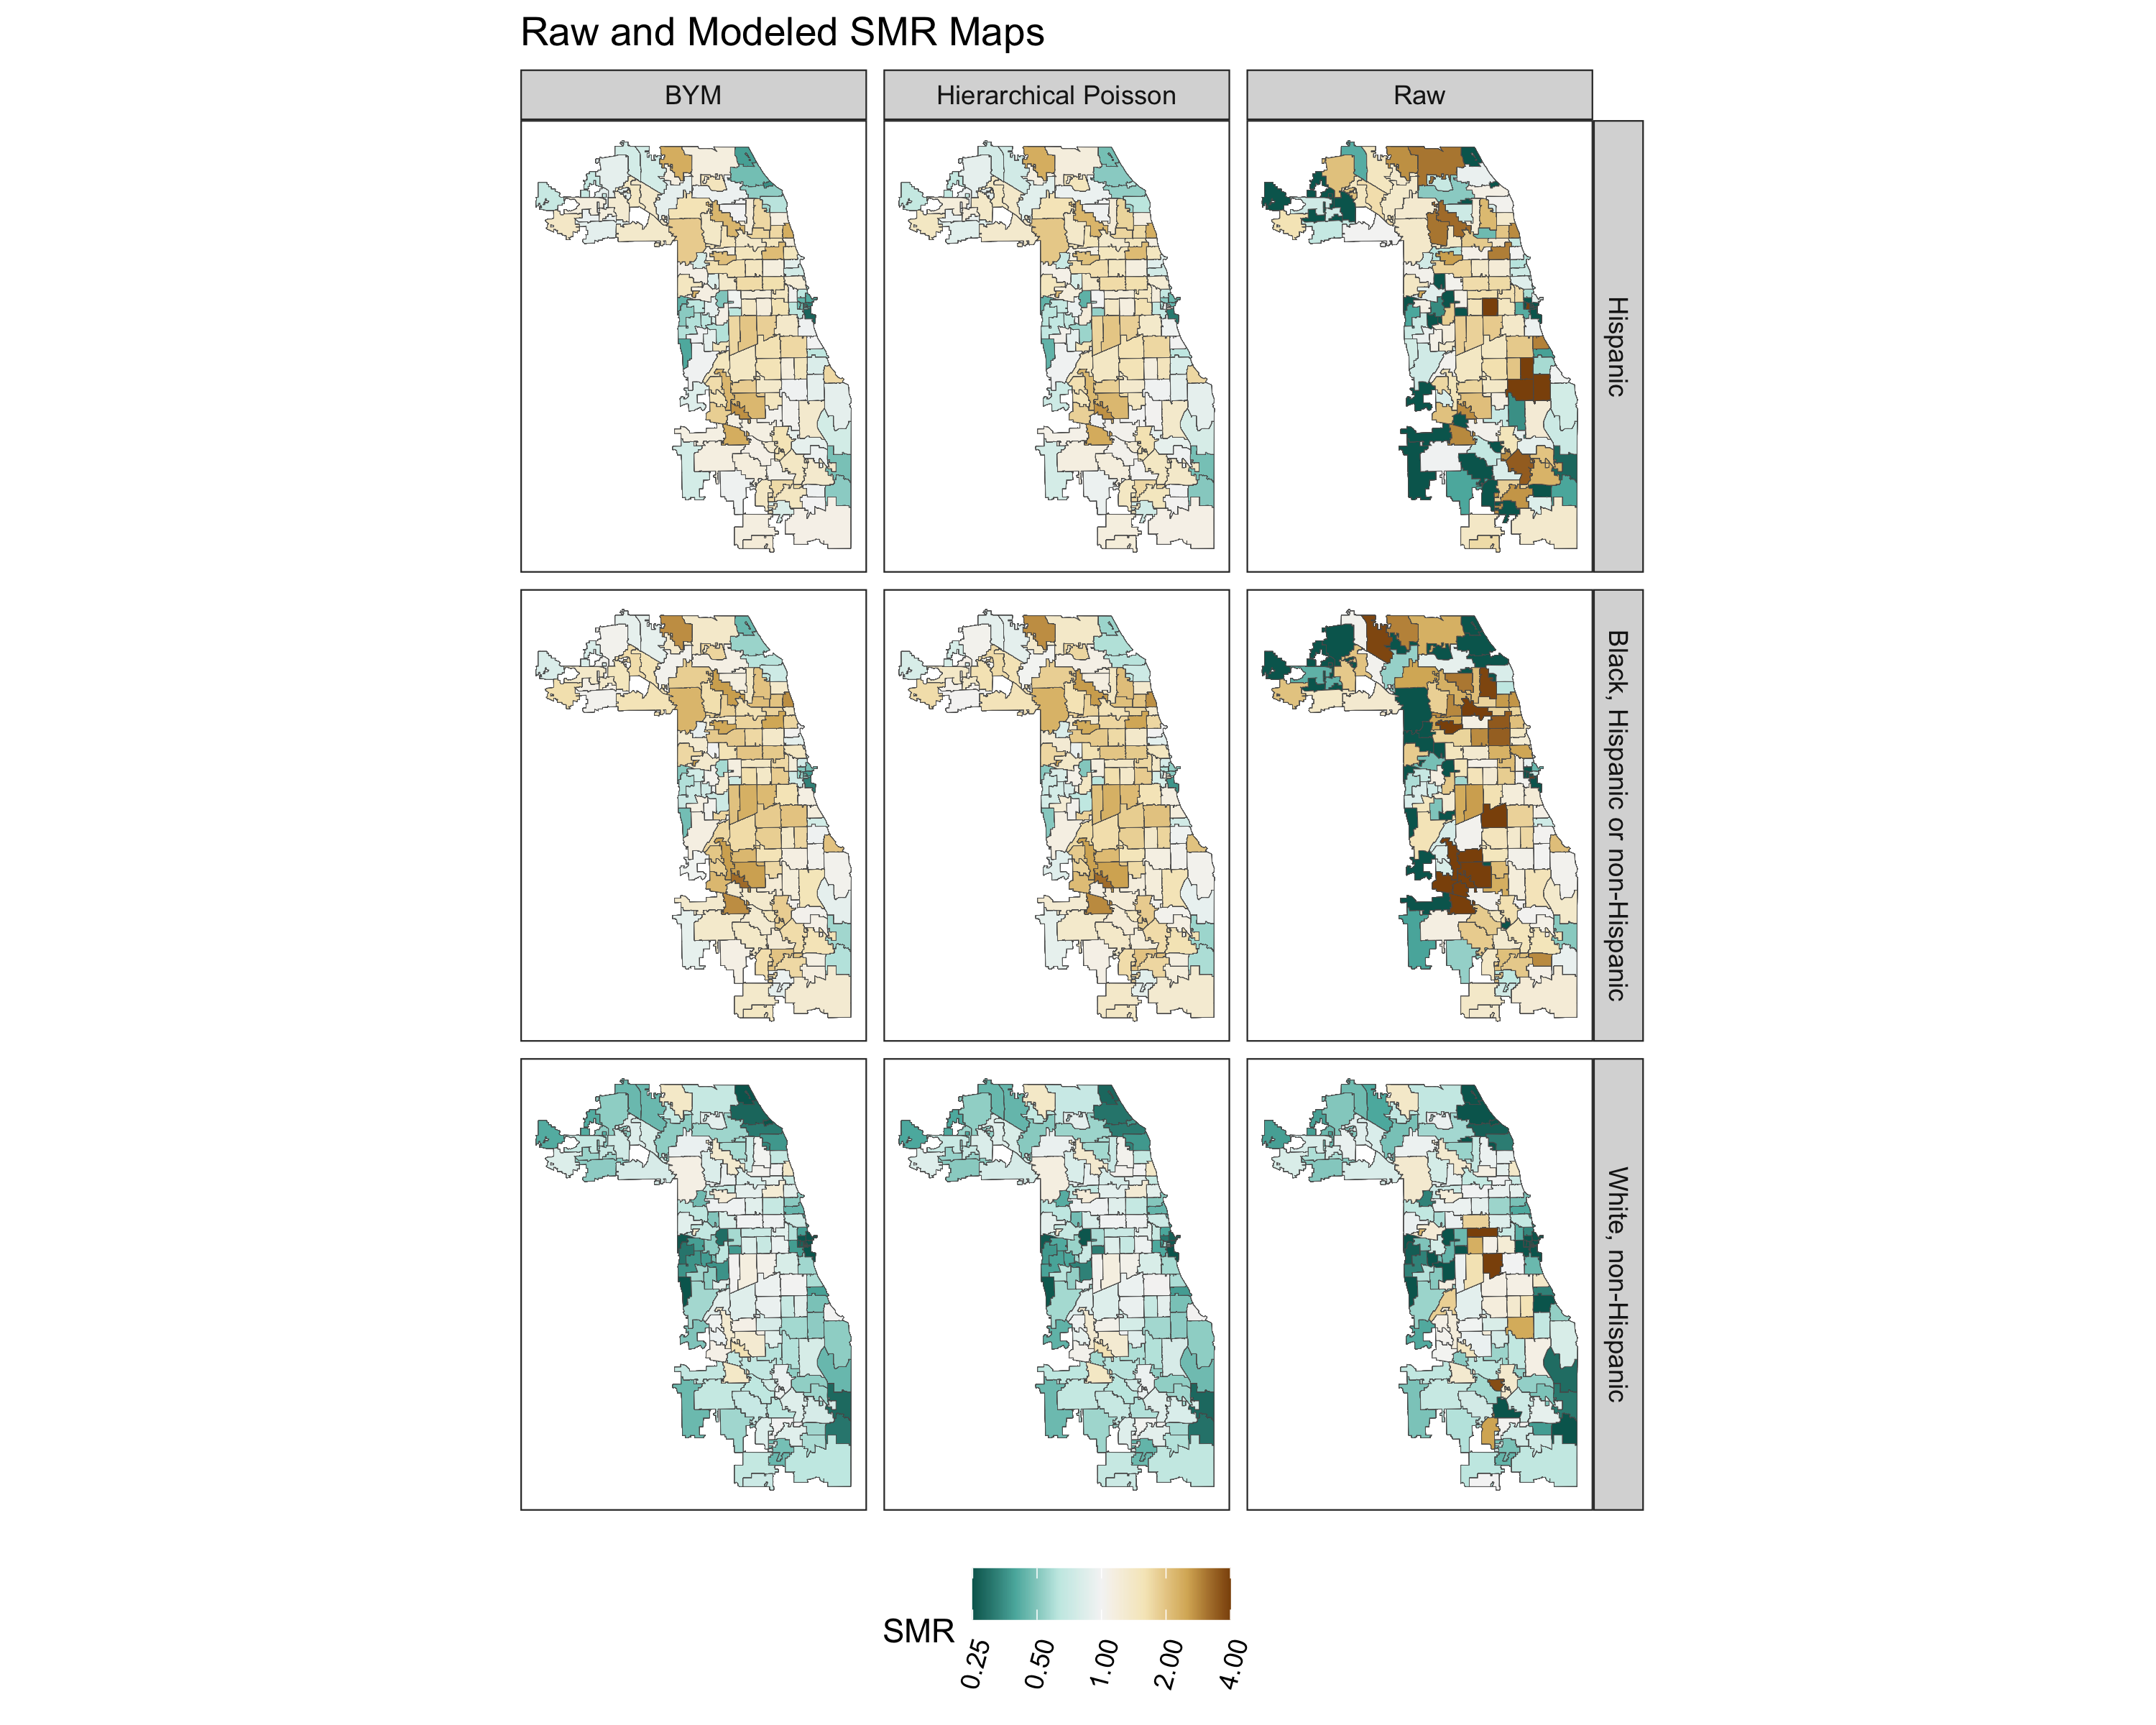 Raw and Modeled SMR Maps
BYM
Hierarchical Poisson
Raw
Hispanic
Black, Hispanic or non-Hispanic
White, non-Hispanic
SMR
0.25
0.50
1.00
2.00
4.00